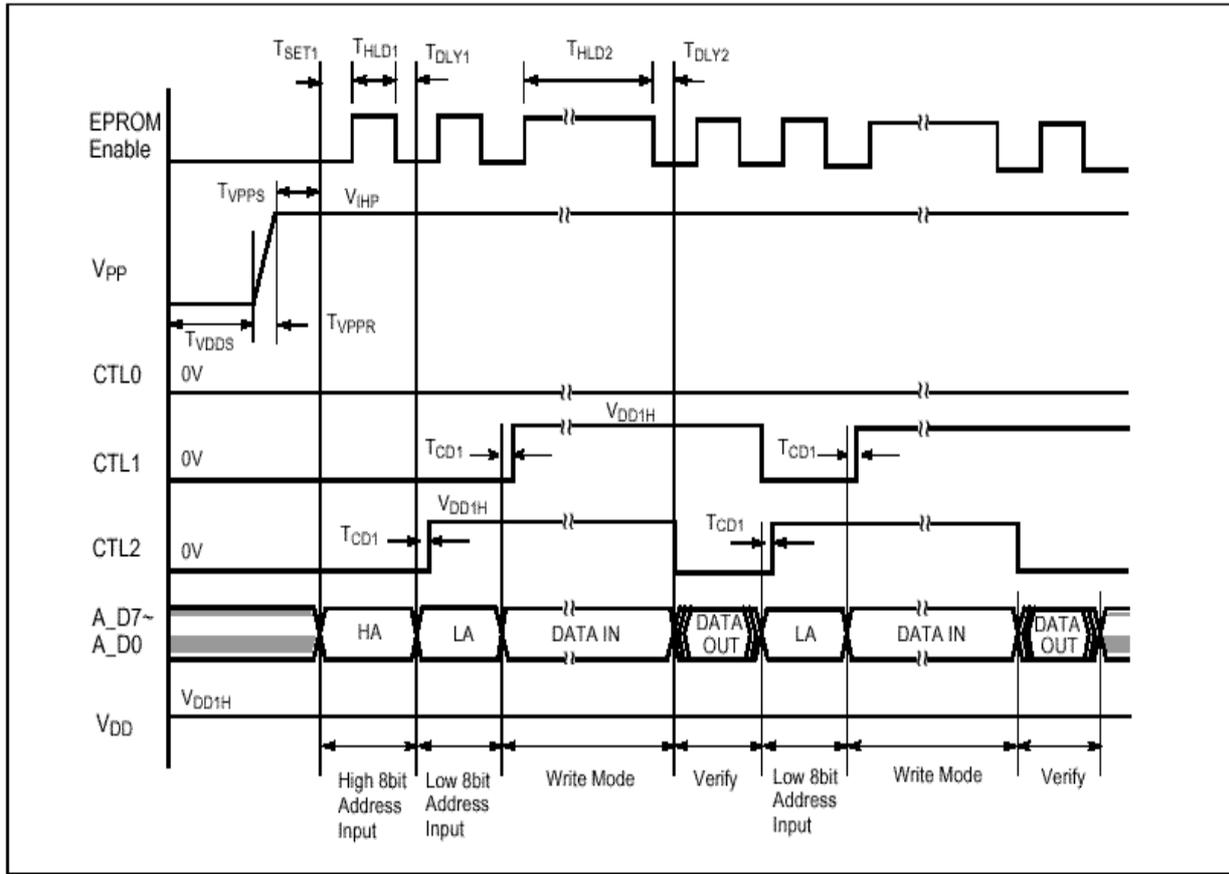 TSET1 THLD1 TDLY1 THLD2 TDLY2
EPROM
Enable
TVPPS VIHP
VPP
TVDDS TVPPR
CTL0 0V
VDD1H
CTL1 0V TCD1 TCD1
VDD1H
CTL2 0V TCD1 TCD1
A_D7~
A_D0
HA LA DATA IN DATA OUT LA DATA IN DATA OUT
VDD1H
VDD
High 8bit Address Input
Low 8bit Address Input
Write Mode
Verify
Low 8bit Address Input
Write Mode
Verify